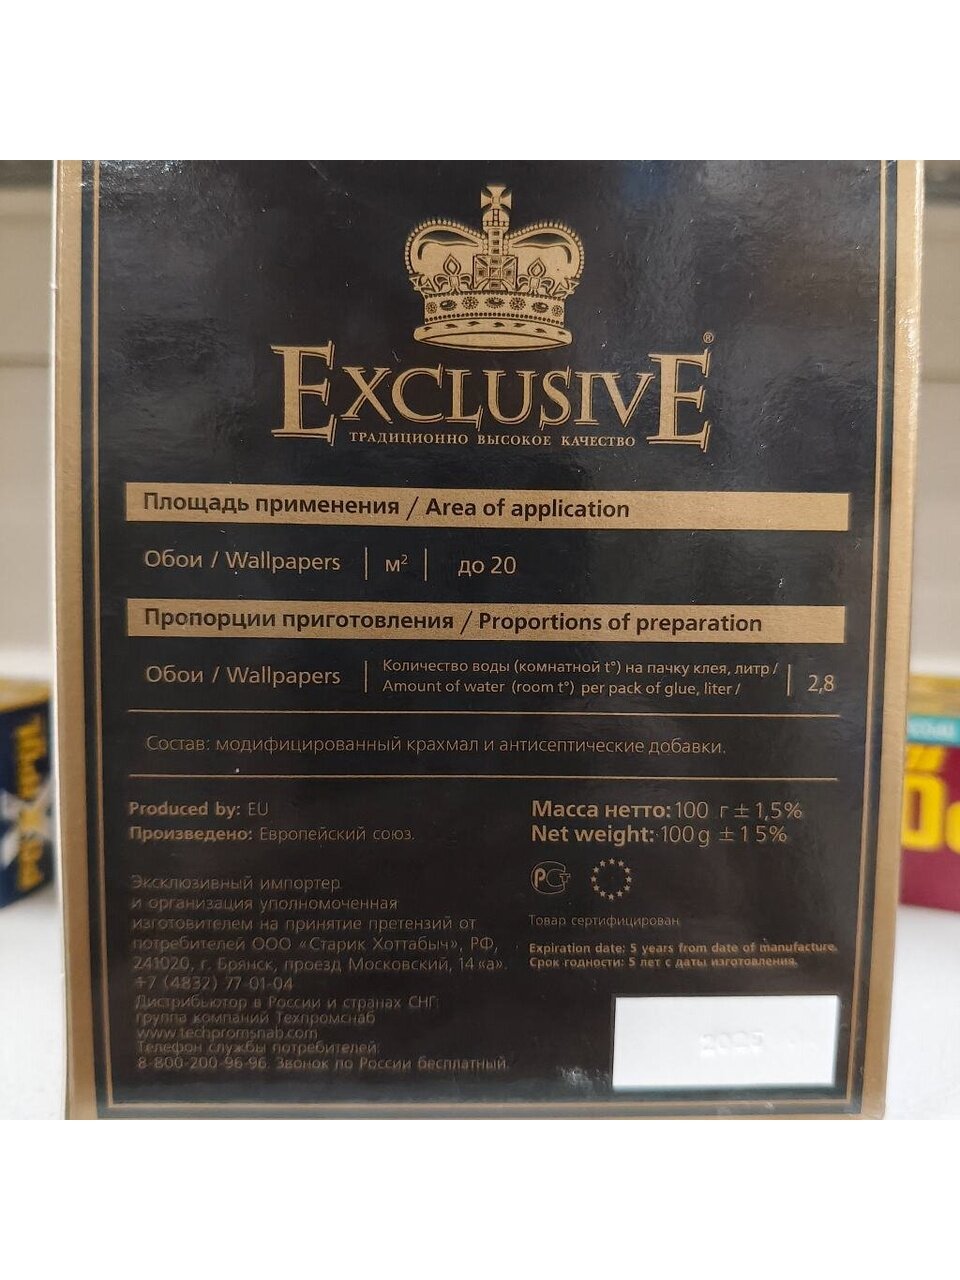 EXCLUSIVE®
ТРАДИЦИОННО ВЫСОКОЕ КАЧЕСТВО
Площадь применения / Area of application
Обои / Wallpapers | м² | до 20
Пропорции приготовления / Proportions of preparation
Обои / Wallpapers
Количество воды (комнатной t°) на пачку клея, литр /
Amount of water (room t°) per pack of glue, liter /
2,8
Состав: модифицированный крахмал и антисептические добавки.
Produced by: EU
Произведено: Европейский союз.
Масса нетто: 100 г ± 1,5%
Net weight: 100 g ± 1 5%
Эксклюзивный импортер
и организация уполномоченная
изготовителем на принятие претензий от
потребителей ООО «Старик Хоттабыч», РФ,
241020, г. Брянск, проезд Московский, 14 «а».
+7 (4832) 77-01-04
Дистрибьютор в России и странах СНГ:
группа компаний Техпромснаб
www.techpromsnab.com
Телефон службы потребителей:
8-800-200-96-96. Звонок по России бесплатный.
РСТ
Товар сертифицирован
Expiration date: 5 years from date of manufacture.
Срок годности: 5 лет с даты изготовления.